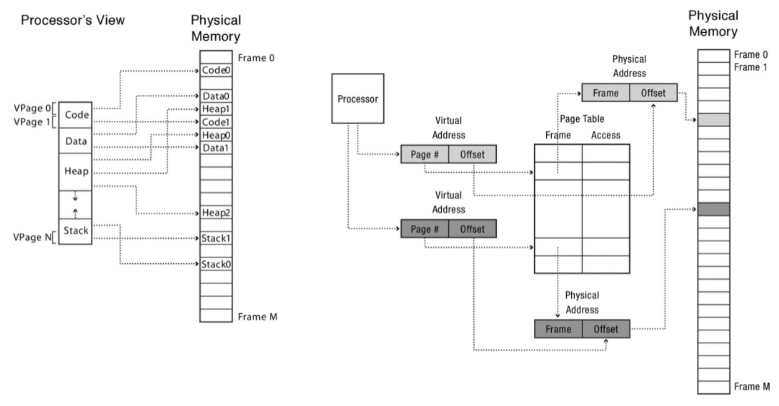 Processor's View
Physical
Memory
Frame 0
Code0
Data0
Heap1
Code1
Heap0
Data1
Heap2
Stack1
Stack0
Frame M
VPage 0
VPage 1
Code
Data
Heap
Stack
VPage N
Processor
Virtual
Address
Page # Offset
Virtual
Address
Page # Offset
Physical
Address
Frame Offset
Page Table
Frame Access
Physical
Address
Frame Offset
Physical
Memory
Frame 0
Frame 1
Frame M